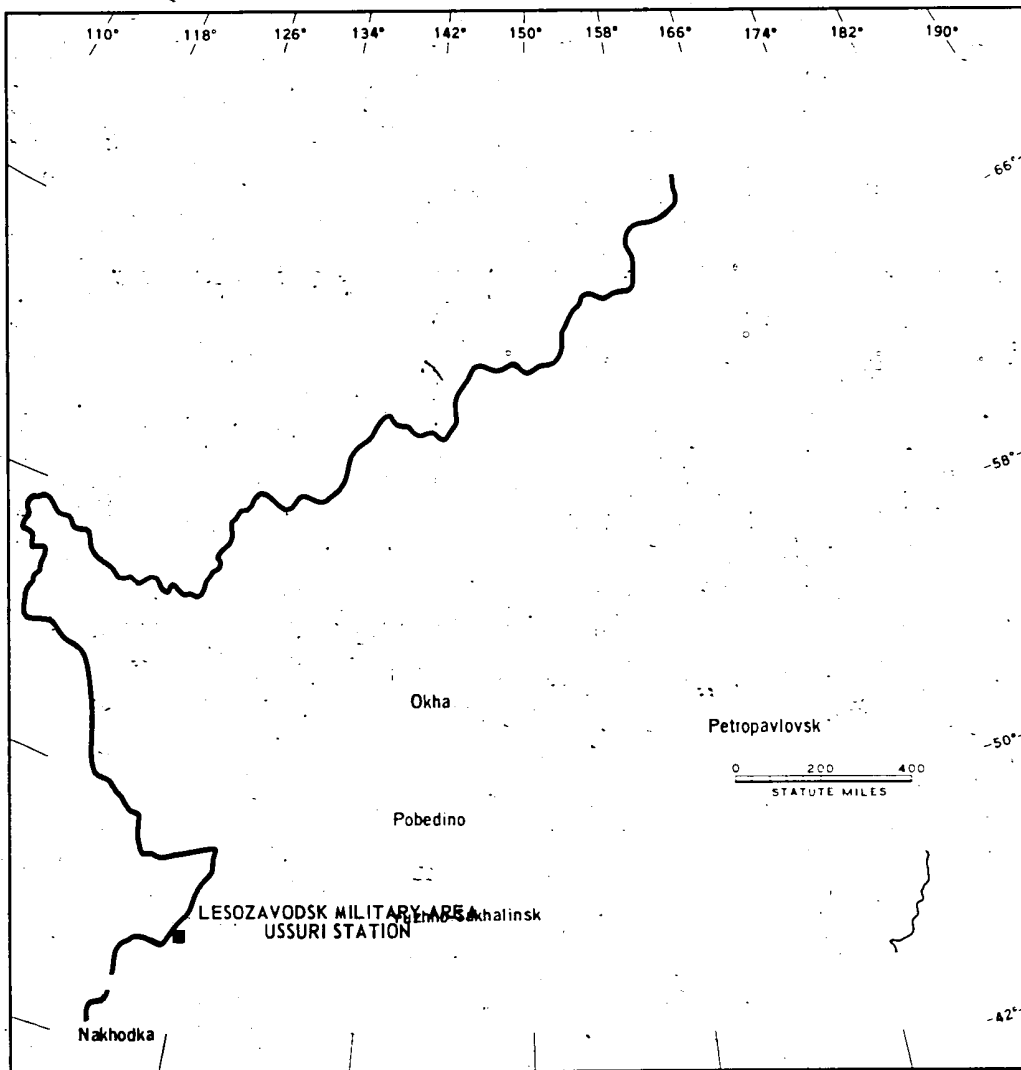 110° 118° 126° 134° 142° 150° 158° 166° 174° 182° 190°
66°
58°
Okha
Petropavlovsk
50°
0 200 400
STATUTE MILES
Pobedino
LESOZAVODSK MILITARY AREA
Yuzhno-Sakhalinsk
USSURI STATION
42°
Nakhodka